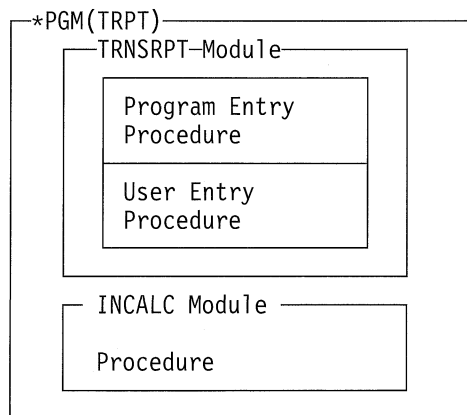 *PGM(TRPT)
TRNSRPT-Module
Program Entry
Procedure
User Entry
Procedure
INCALC Module
Procedure